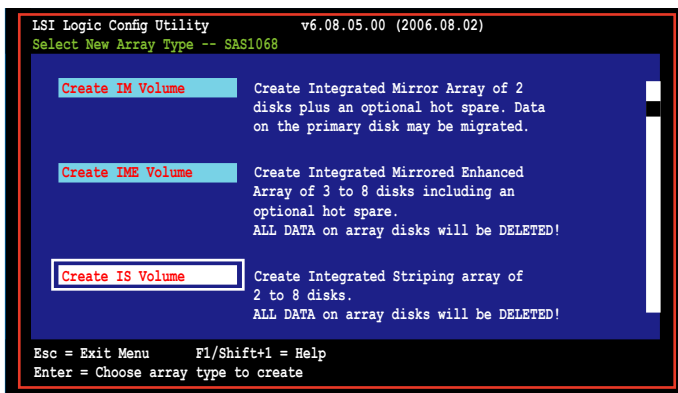 LSI Logic Config Utility v6.08.05.00 (2006.08.02)
Select New Array Type -- SAS1068
Create IM Volume Create Integrated Mirror Array of 2
disks plus an optional hot spare. Data
on the primary disk may be migrated.
Create IME Volume Create Integrated Mirrored Enhanced
Array of 3 to 8 disks including an
optional hot spare.
ALL DATA on array disks will be DELETED!
Create IS Volume Create Integrated Striping array of
2 to 8 disks.
ALL DATA on array disks will be DELETED!
Esc = Exit Menu F1/Shift+1 = Help
Enter = Choose array type to create